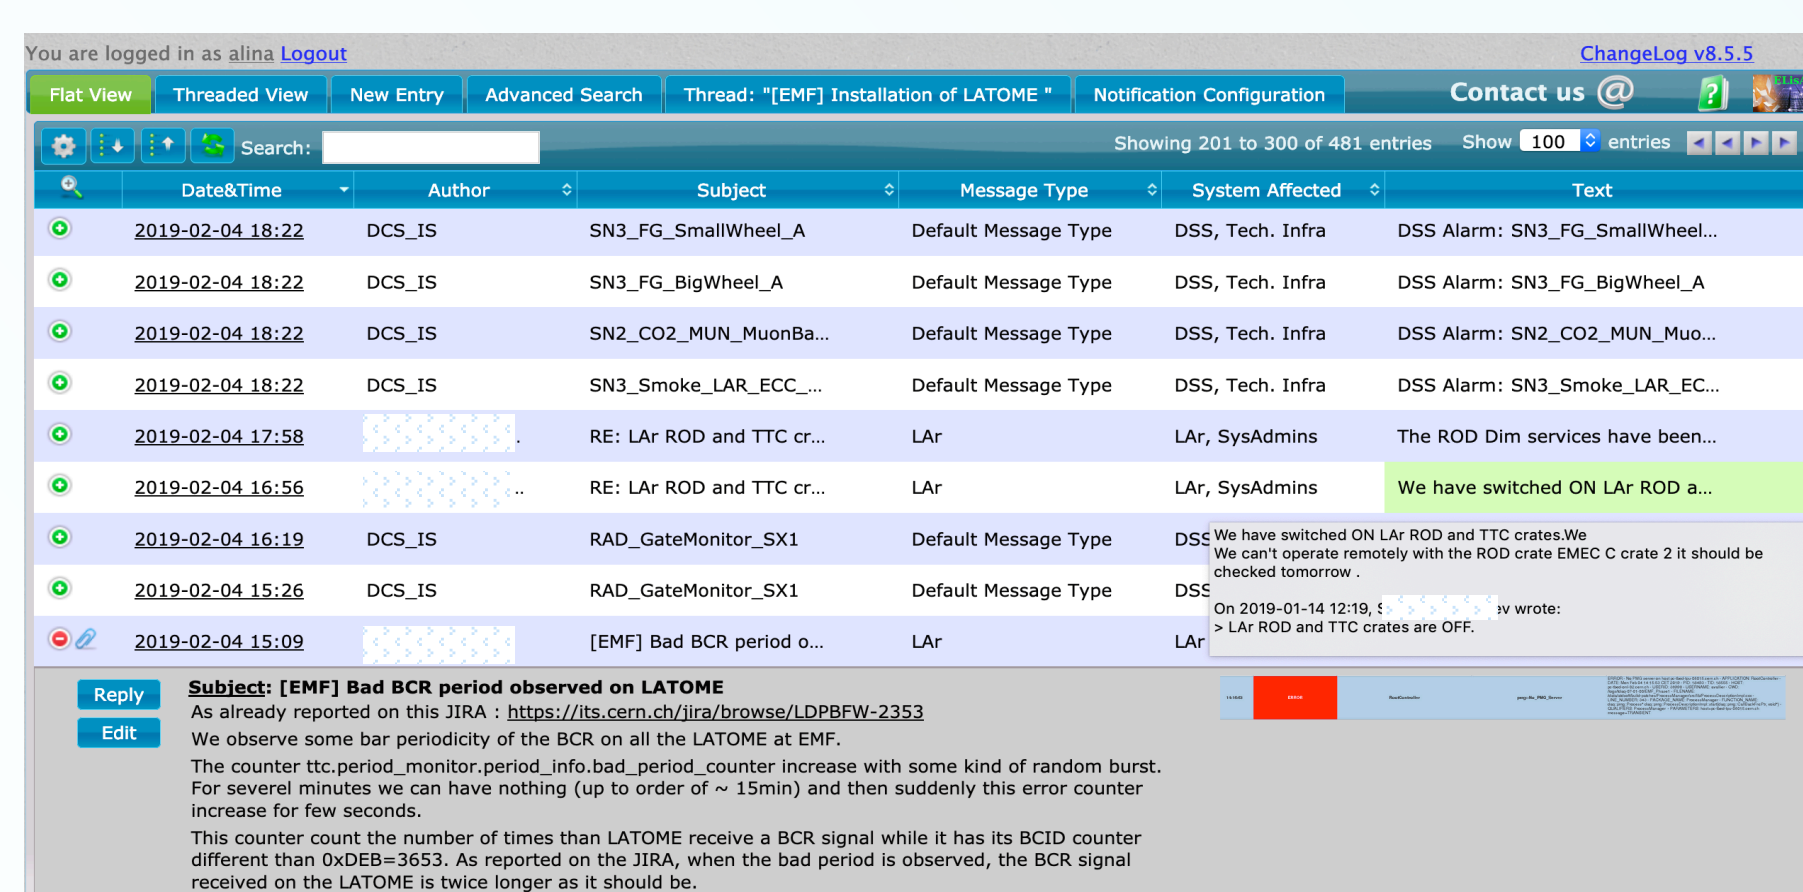 You are logged in as alina Logout
ChangeLog v8.5.5
Flat View Threaded View New Entry Advanced Search Thread: "[EMF] Installation of LATOME " Notification Configuration Contact us @
Search: Showing 201 to 300 of 481 entries Show 100 entries
Date&Time Author Subject Message Type System Affected Text
2019-02-04 18:22 DCS_IS SN3_FG_SmallWheel_A Default Message Type DSS, Tech. Infra DSS Alarm: SN3_FG_SmallWheel...
2019-02-04 18:22 DCS_IS SN3_FG_BigWheel_A Default Message Type DSS, Tech. Infra DSS Alarm: SN3_FG_BigWheel_A
2019-02-04 18:22 DCS_IS SN2_CO2_MUN_MuonBa... Default Message Type DSS, Tech. Infra DSS Alarm: SN2_CO2_MUN_Muo...
2019-02-04 18:22 DCS_IS SN3_Smoke_LAR_ECC_... Default Message Type DSS, Tech. Infra DSS Alarm: SN3_Smoke_LAR_EC...
2019-02-04 17:58 . RE: LAr ROD and TTC cr... LAr LAr, SysAdmins The ROD Dim services have been...
2019-02-04 16:56 .. RE: LAr ROD and TTC cr... LAr LAr, SysAdmins We have switched ON LAr ROD a...
2019-02-04 16:19 DCS_IS RAD_GateMonitor_SX1 Default Message Type DSS
2019-02-04 15:26 DCS_IS RAD_GateMonitor_SX1 Default Message Type DSS
2019-02-04 15:09 [EMF] Bad BCR period o... LAr LAr
We have switched ON LAr ROD and TTC crates.We
We can't operate remotely with the ROD crate EMEC C crate 2 it should be
checked tomorrow .
On 2019-01-14 12:19, ev wrote:
> LAr ROD and TTC crates are OFF.
Reply
Edit
Subject: [EMF] Bad BCR period observed on LATOME
As already reported on this JIRA : https://its.cern.ch/jira/browse/LDPBFW-2353
We observe some bar periodicity of the BCR on all the LATOME at EMF.
The counter ttc.period_monitor.period_info.bad_period_counter increase with some kind of random burst.
For severel minutes we can have nothing (up to order of ~ 15min) and then suddenly this error counter
increase for few seconds.
This counter count the number of times than LATOME receive a BCR signal while it has its BCID counter
different than 0xDEB=3653. As reported on the JIRA, when the bad period is observed, the BCR signal
received on the LATOME is twice longer as it should be.
ERROR
RootController